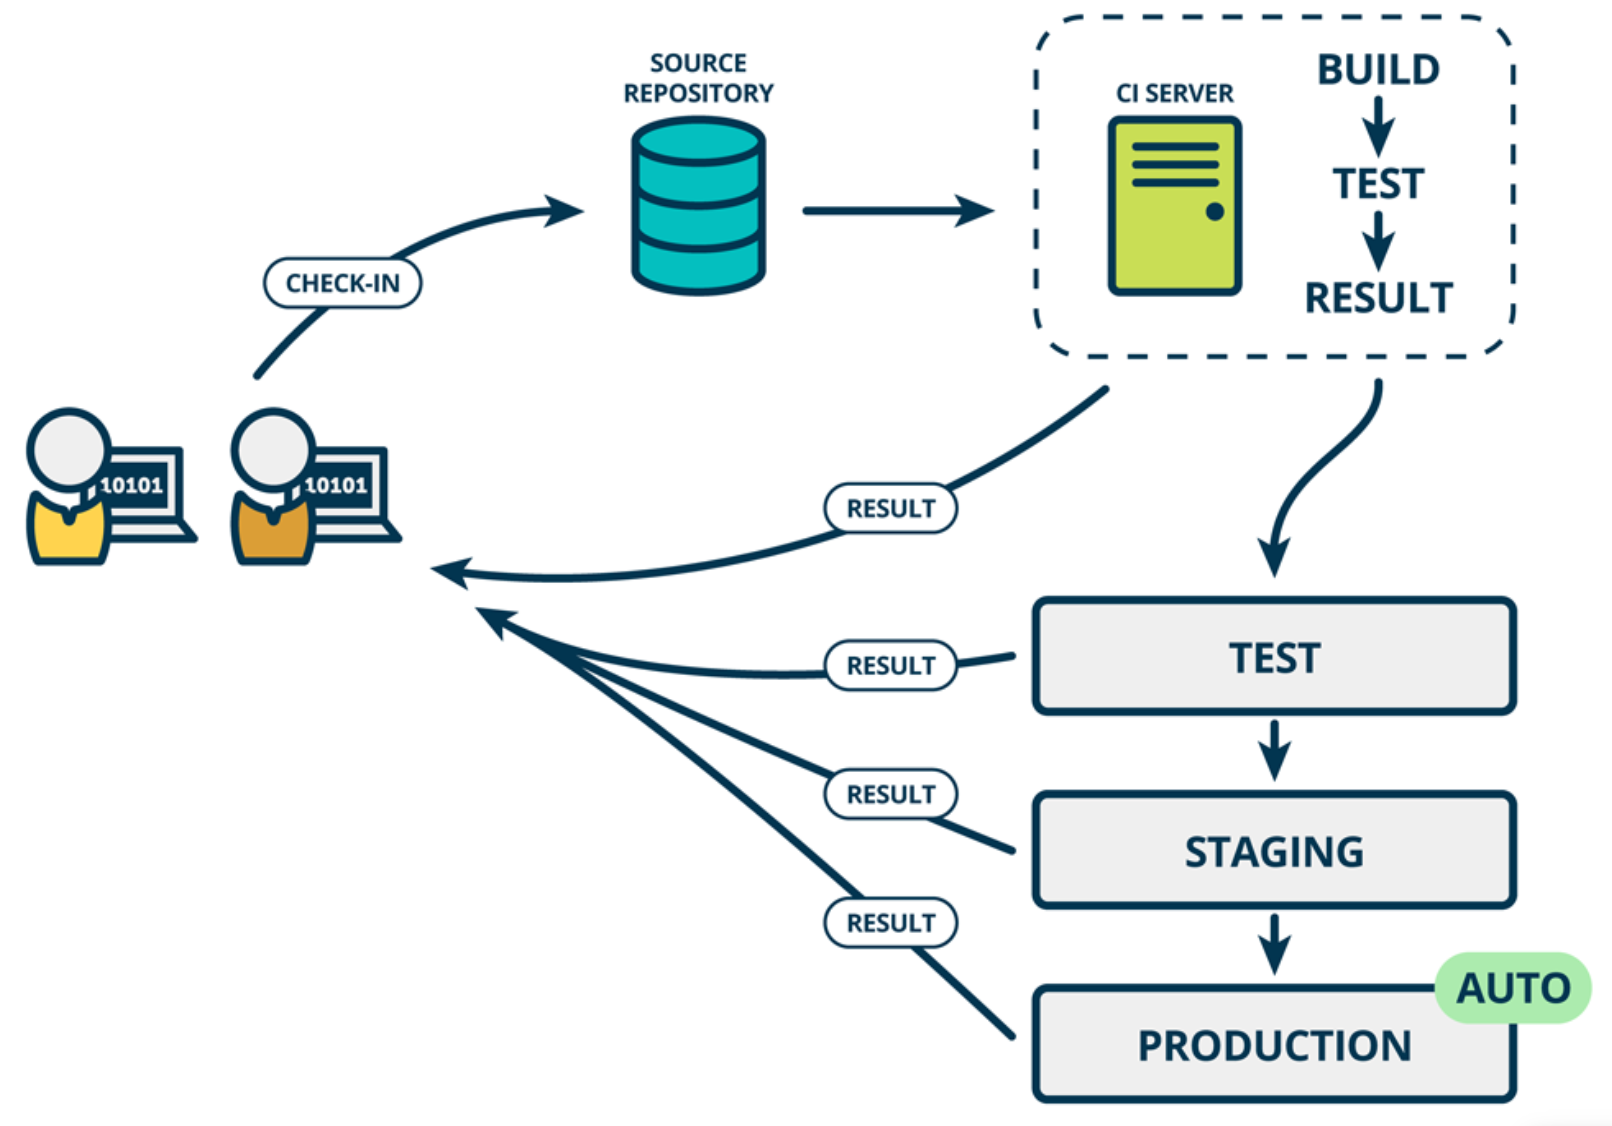 SOURCE
REPOSITORY
CI SERVER
BUILD
TEST
RESULT
CHECK-IN
10101
10101
RESULT
RESULT
TEST
RESULT
STAGING
RESULT
AUTO
PRODUCTION